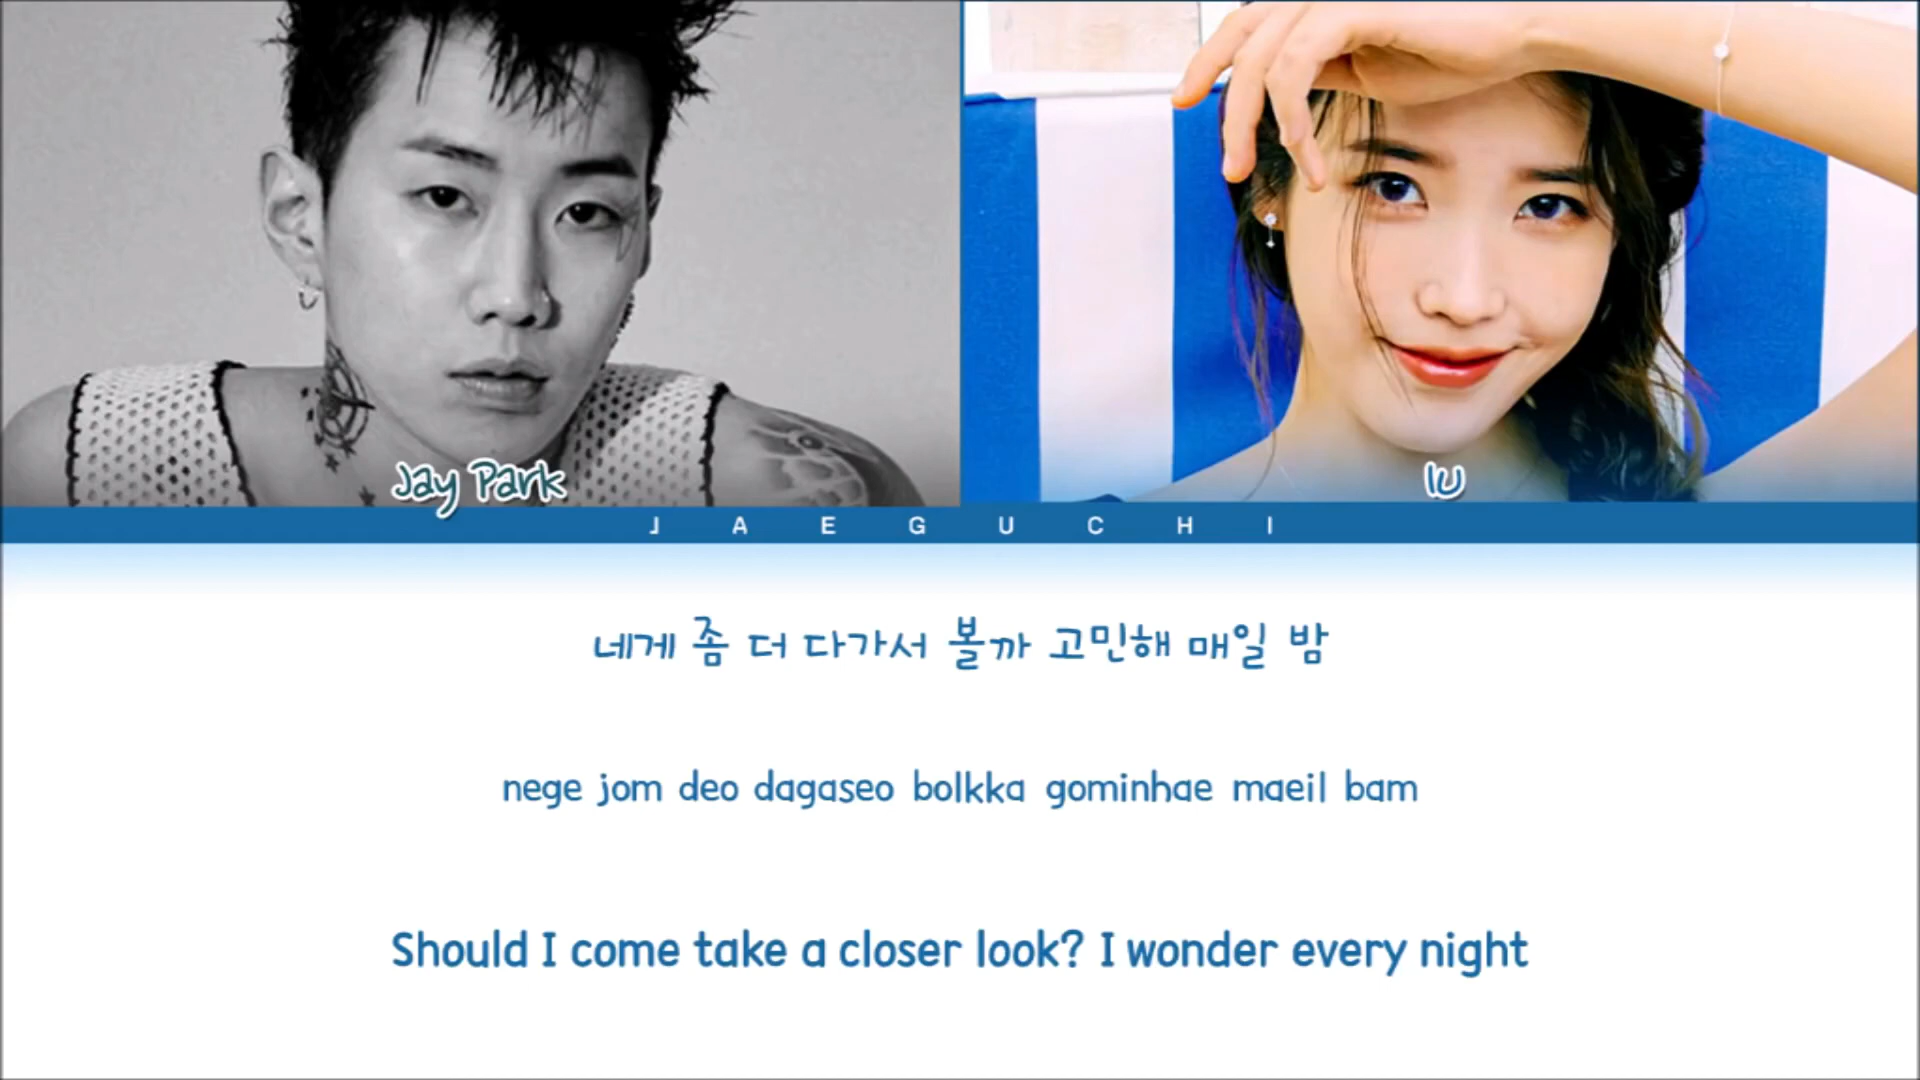 Jay Park
IU
JAEGUCHI
네게 좀 더 다가서 볼까 고민해 매일 밤
nege jom deo dagaseo bolkka gominhae maeil bam
Should I come take a closer look? I wonder every night